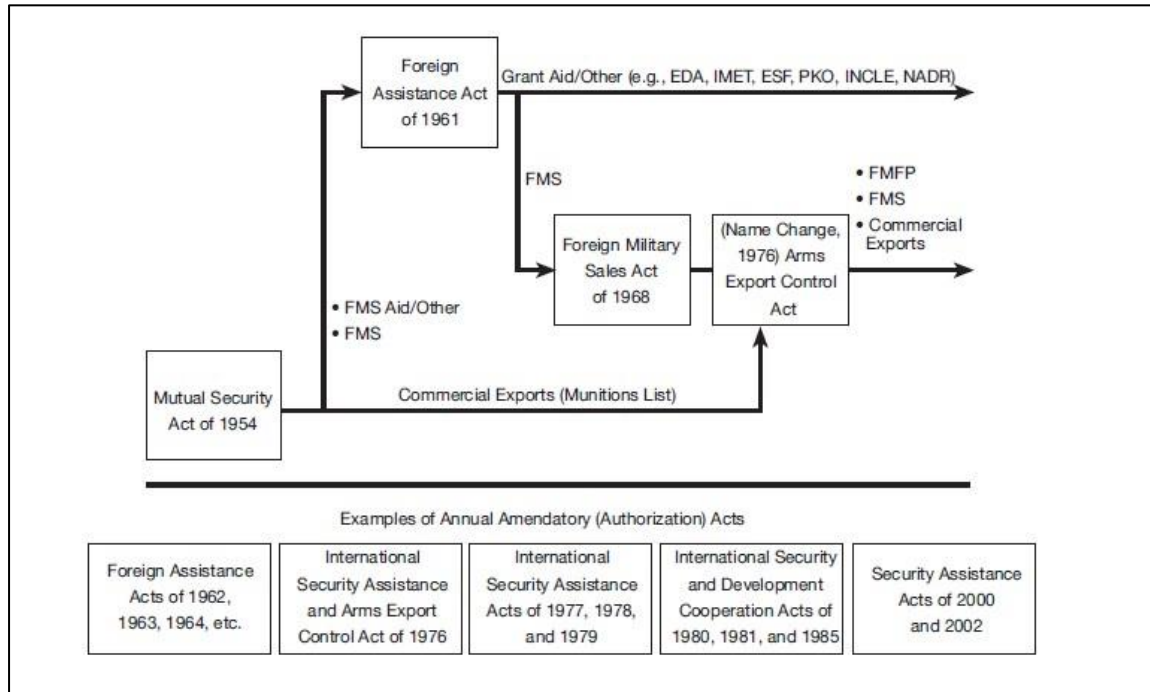 Foreign
Assistance Act
of 1961
Grant Aid/Other (e.g., EDA, IMET, ESF, PKO, INCLE, NADR)
FMS
• FMFP
• FMS
• Commercial
Exports
Foreign Military
Sales Act
of 1968
(Name Change,
1976) Arms
Export Control
Act
• FMS Aid/Other
• FMS
Mutual Security
Act of 1954
Commercial Exports (Munitions List)
Examples of Annual Amendatory (Authorization) Acts
Foreign Assistance
Acts of 1962,
1963, 1964, etc.
International
Security Assistance
and Arms Export
Control Act of 1976
International
Security Assistance
Acts of 1977, 1978,
and 1979
International Security
and Development
Cooperation Acts of
1980, 1981, and 1985
Security Assistance
Acts of 2000
and 2002